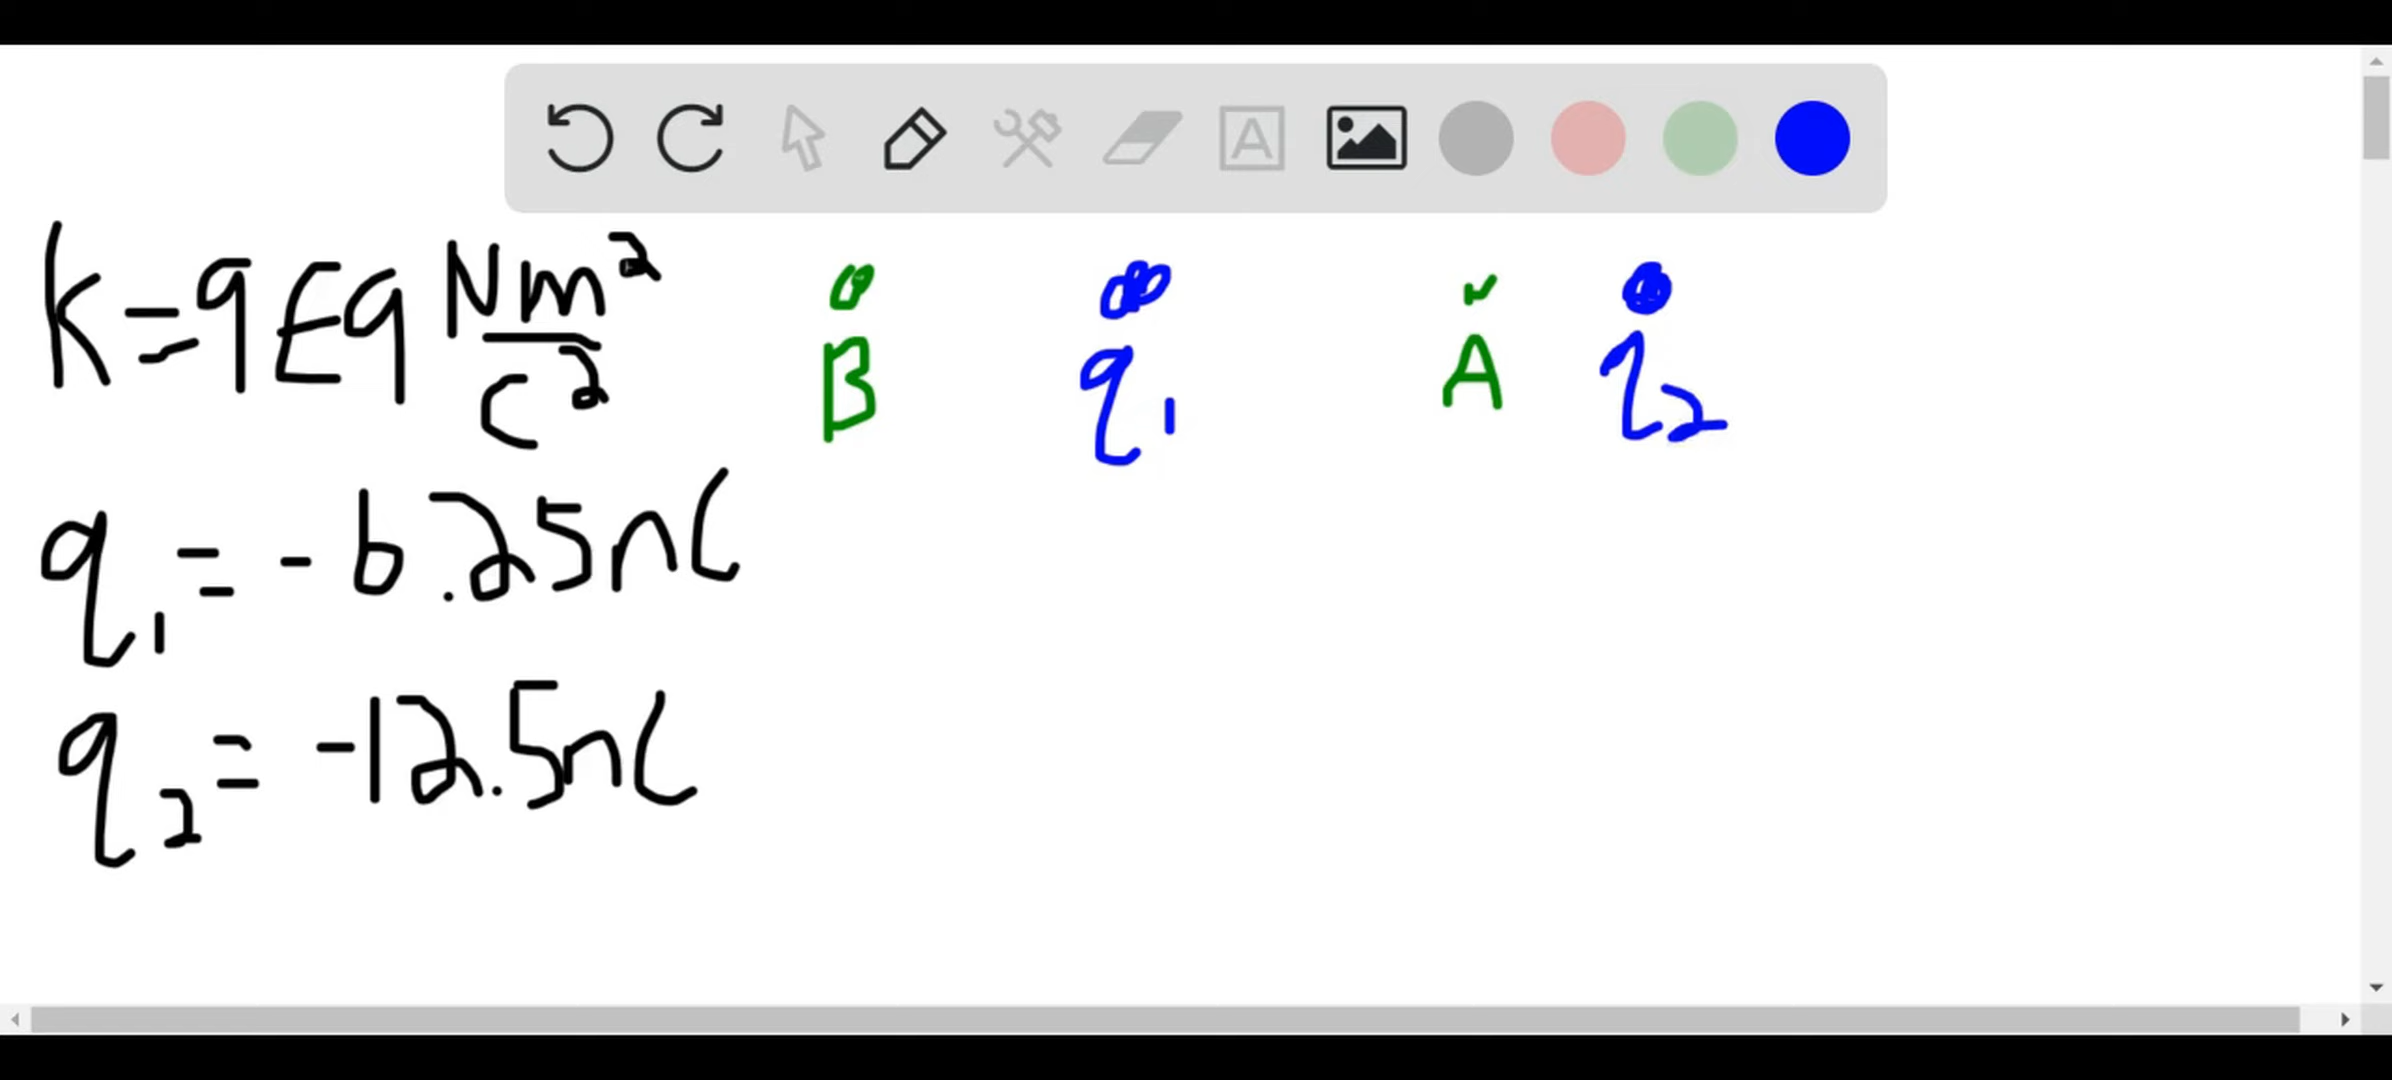 K=9E9 Nm²/C²
B q₁ A q₂
q₁ = -6.25nC
q₂ = -12.5nC
A